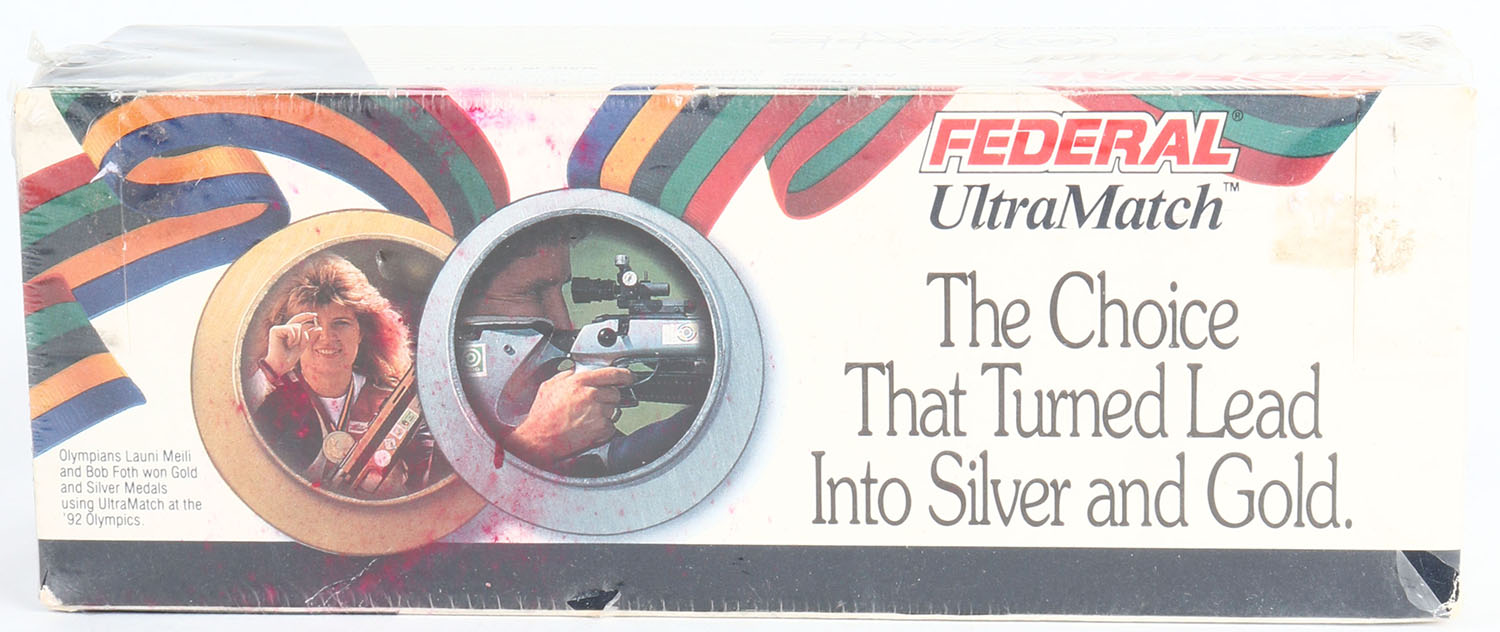 FEDERAL®
UltraMatch™
The Choice
That Turned Lead
Into Silver and Gold.
Olympians Launi Meili
and Bob Foth won Gold
and Silver Medals
using UltraMatch at the
'92 Olympics.